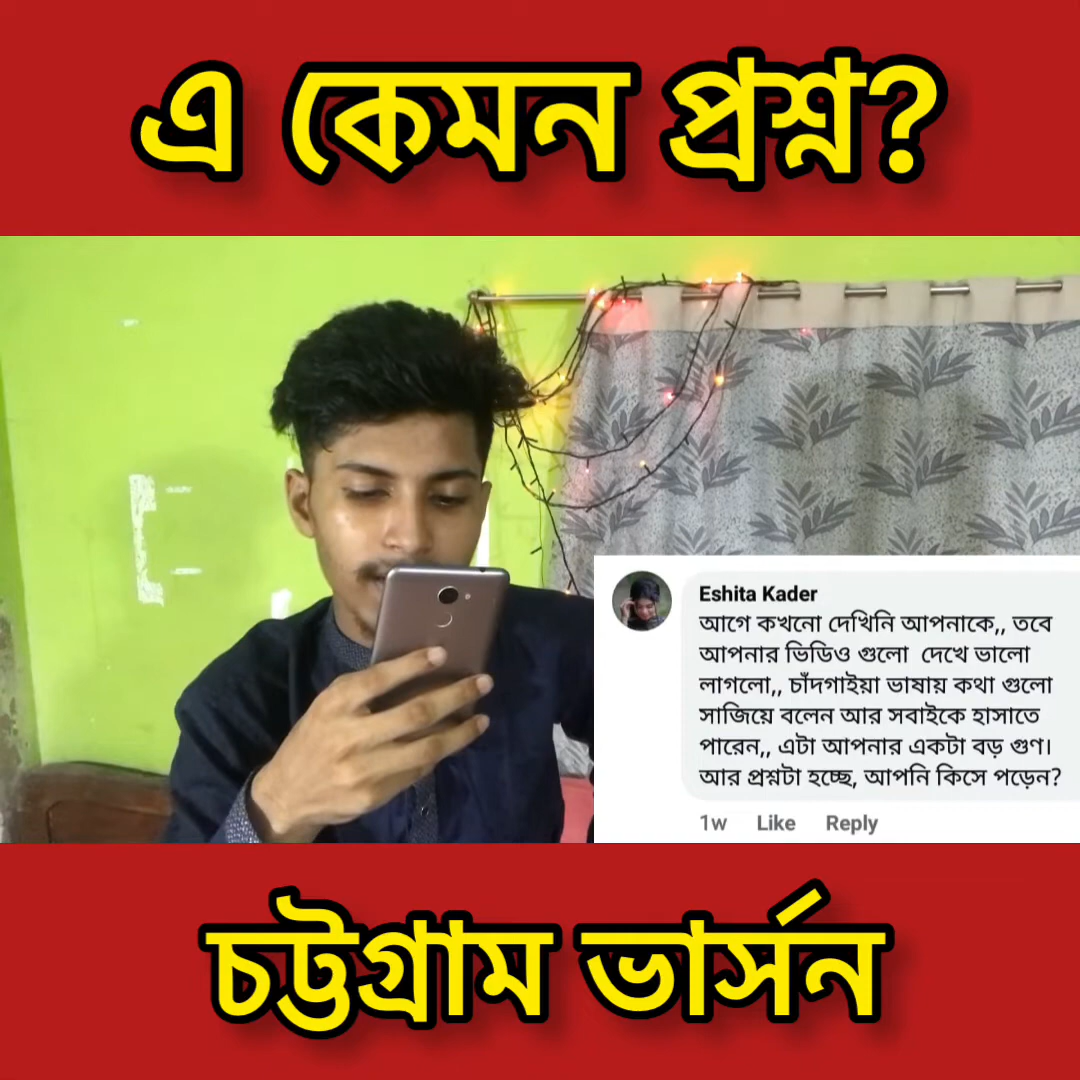 এ কেমন প্রশ্ন?
Eshita Kader
আগে কখনো দেখিনি আপনাকে,, তবে
আপনার ভিডিও গুলো দেখে ভালো
লাগলো,, চাঁদগাইয়া ভাষায় কথা গুলো
সাজিয়ে বলেন আর সবাইকে হাসাতে
পারেন,, এটা আপনার একটা বড় গুণ।
আর প্রশ্নটা হচ্ছে, আপনি কিসে পড়েন?
1w Like Reply
চট্টগ্রাম ভার্সন